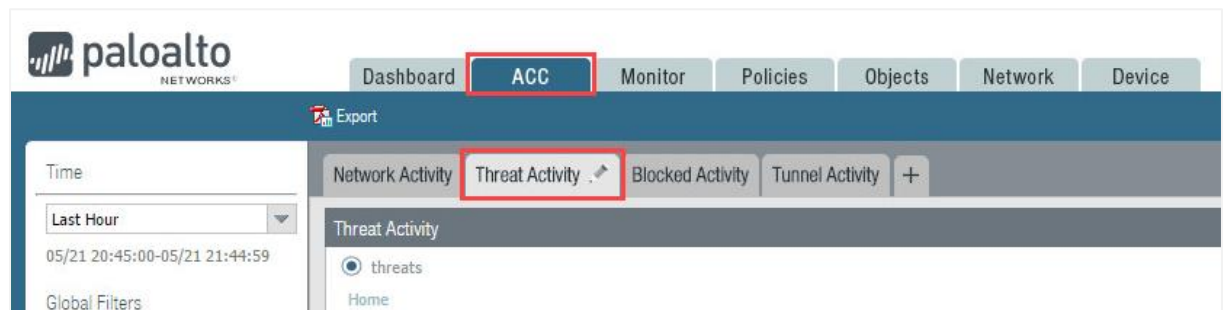 paloalto
NETWORKS®
Dashboard ACC Monitor Policies Objects Network Device
Export
Time
Network Activity Threat Activity Blocked Activity Tunnel Activity +
Last Hour
Threat Activity
05/21 20:45:00-05/21 21:44:59
threats
Global Filters
Home